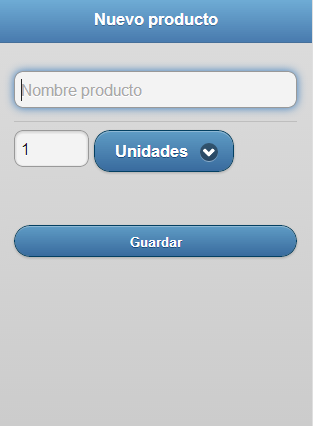 Nuevo producto
Nombre producto
1 Unidades
Guardar